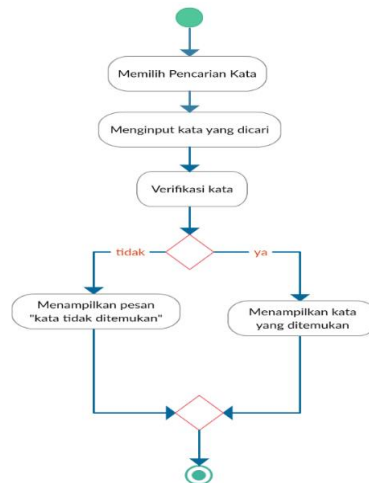 Memilih Pencarian Kata
Menginput kata yang dicari
Verifikasi kata
tidak
ya
Menampilkan pesan
"kata tidak ditemukan"
Menampilkan kata
yang ditemukan